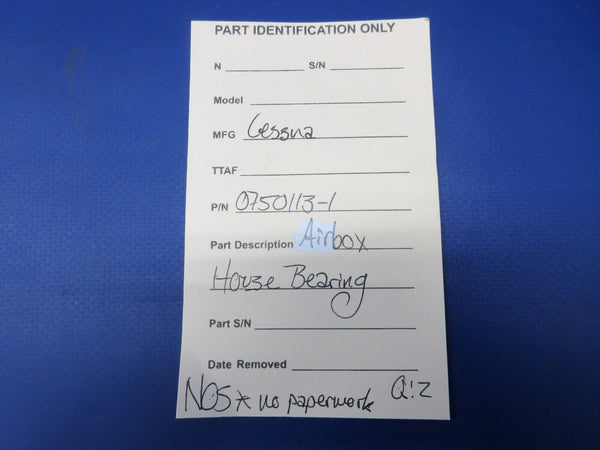 PART IDENTIFICATION ONLY
N S/N
Model
MFG Cessna
TTAF
P/N 0750113-1
Part Description Airbox
House Bearing
Part S/N
Date Removed
NOS * no paperwork Q:2